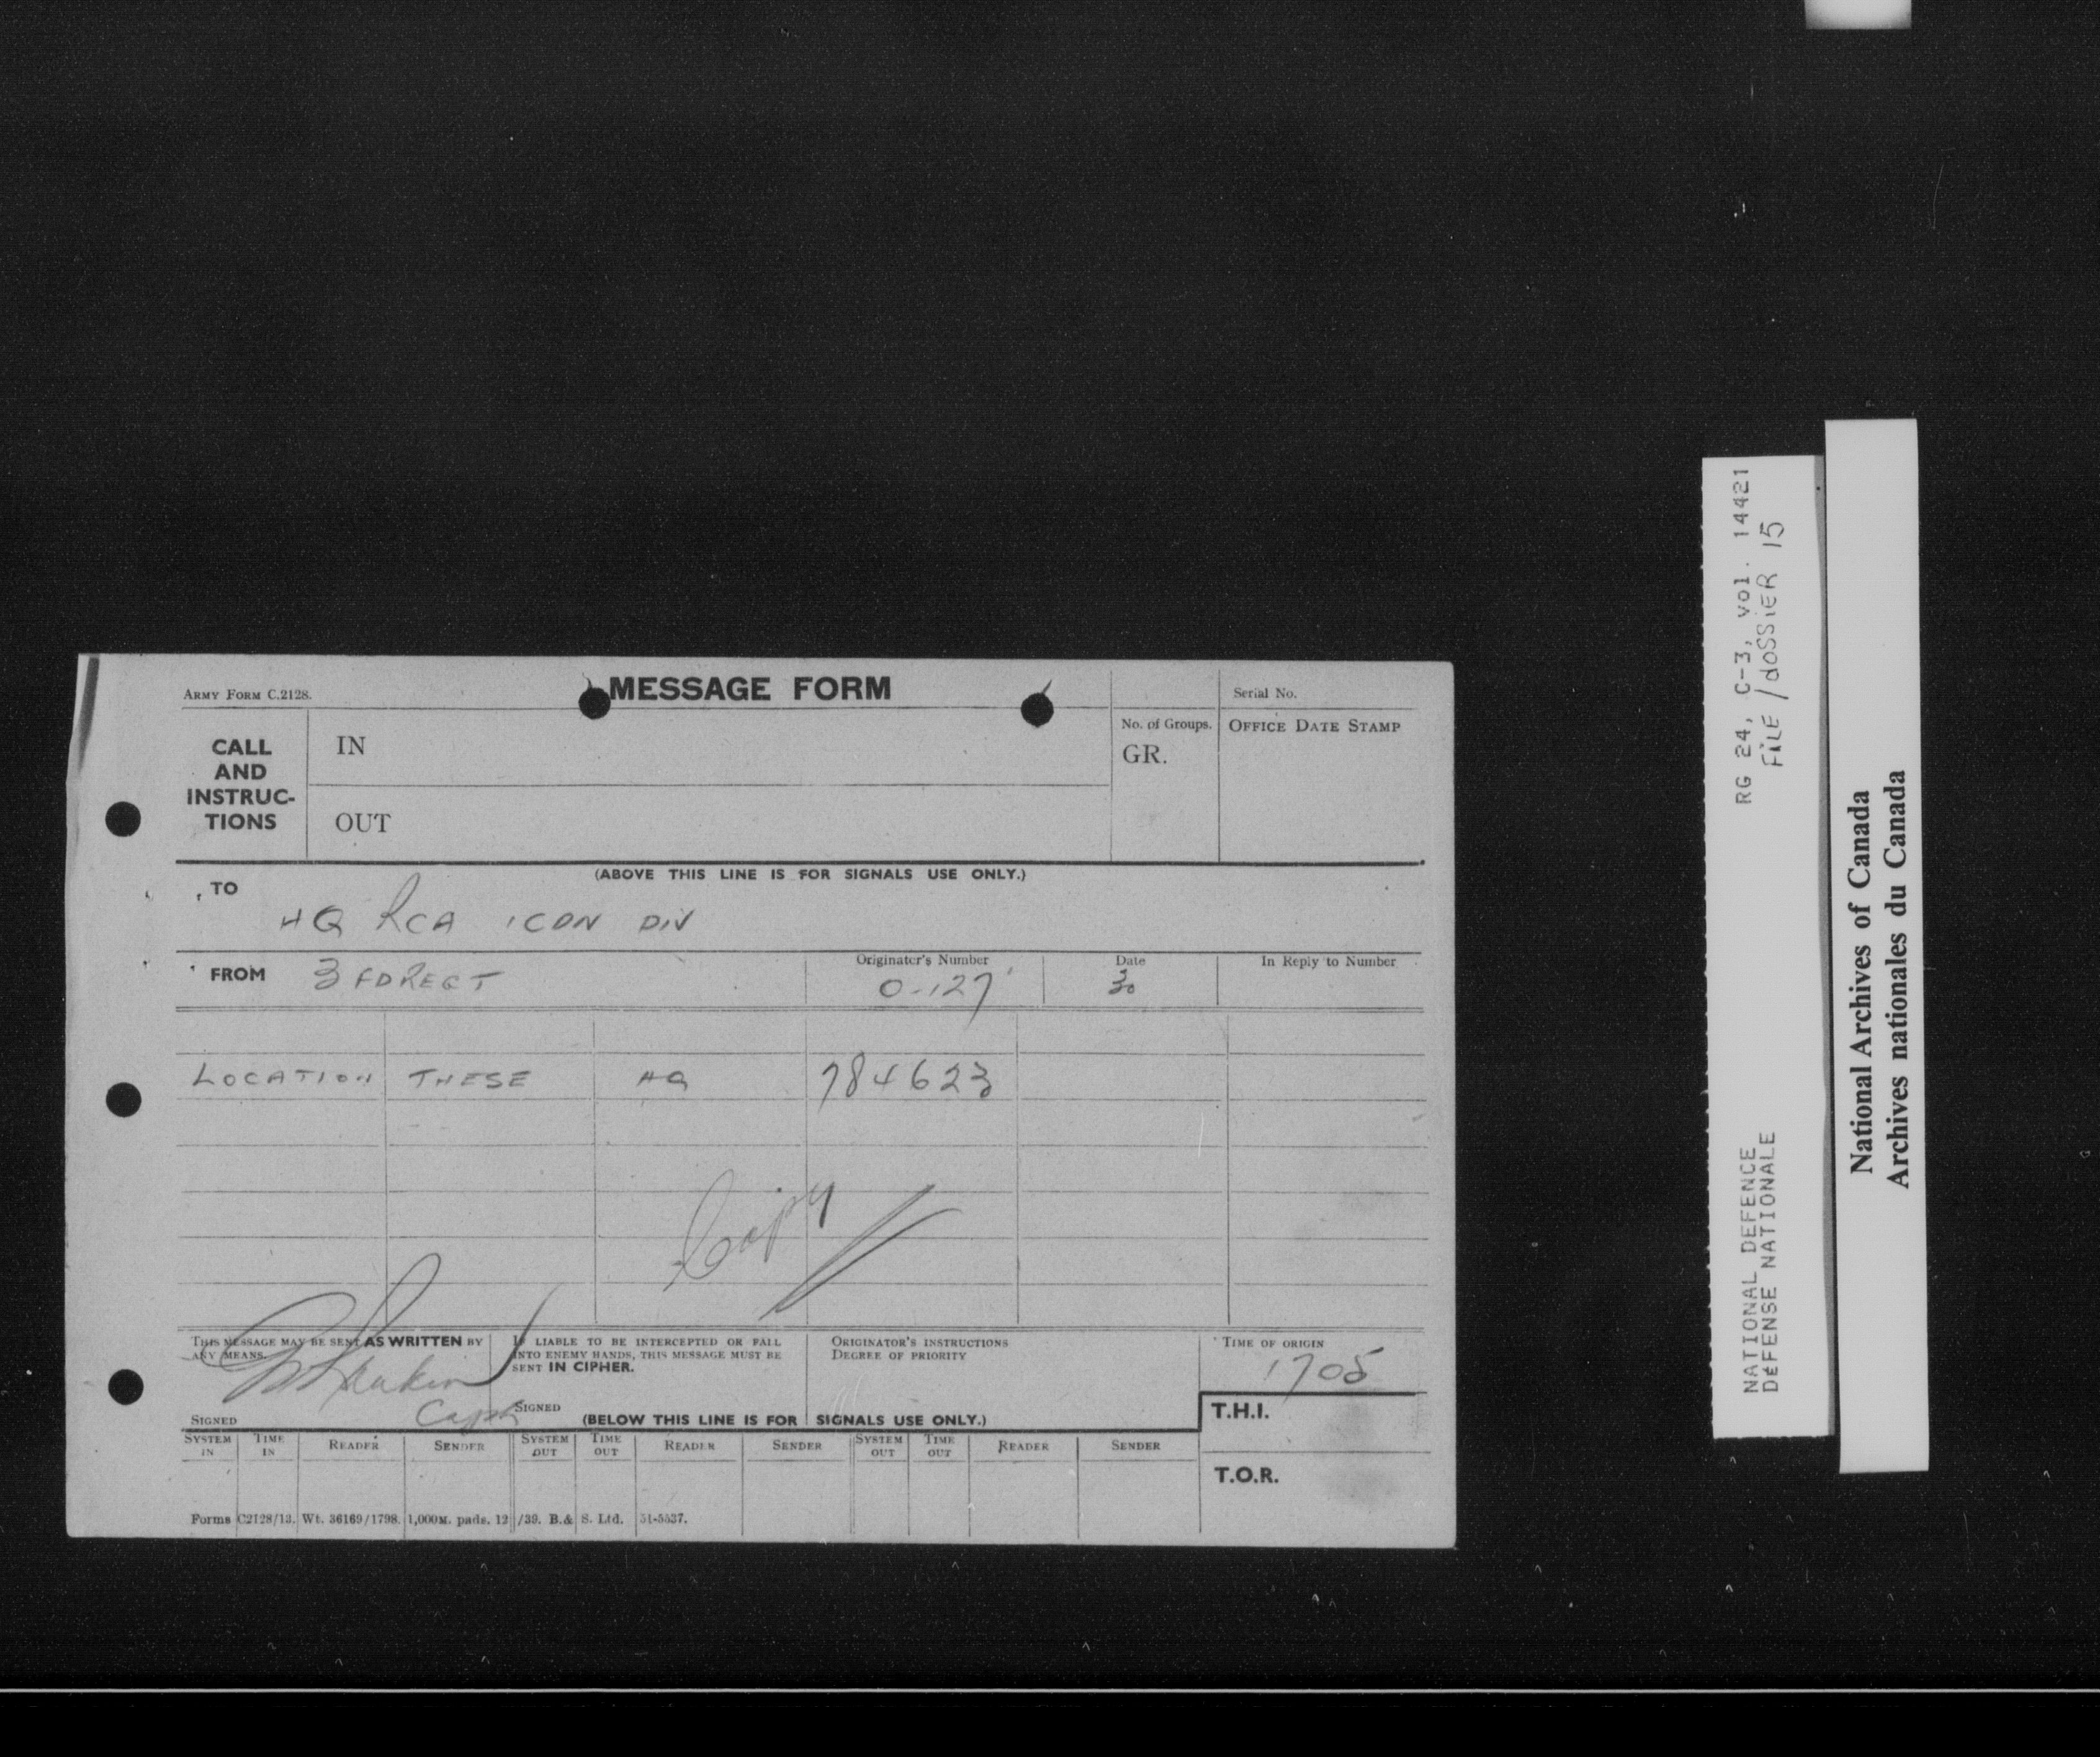 ARMY FORM C.2128.
MESSAGE FORM
Serial No.
CALL AND INSTRUC-TIONS
IN
OUT
No. of Groups.
GR.
OFFICE DATE STAMP
(ABOVE THIS LINE IS FOR SIGNALS USE ONLY.)
TO
HQ RCA 1 CDN DIV
FROM 3 FD REGT
Originator's Number
O-127
Date
30
In Reply to Number
LOCATION THESE HQ 784623
Copy
THIS MESSAGE MAY BE SENT AS WRITTEN BY
ANY MEANS.
IF LIABLE TO BE INTERCEPTED OR FALL
INTO ENEMY HANDS, THIS MESSAGE MUST BE
SENT IN CIPHER.
ORIGINATOR'S INSTRUCTIONS
DEGREE OF PRIORITY
TIME OF ORIGIN
1705
Capt
SIGNED
SIGNED
(BELOW THIS LINE IS FOR SIGNALS USE ONLY.)
T.H.I.
T.O.R.
SYSTEM IN TIME IN READER SENDER SYSTEM OUT TIME OUT READER SENDER SYSTEM OUT TIME OUT READER SENDER
Forms C2128/13. Wt. 36169/1798. 1,000M. pads. 12/39. B.& S. Ltd. 51-5537.
NATIONAL DEFENCE RG 24, C-3, vol. 14421
DÉFENSE NATIONALE FILE/dOSSiER 15
National Archives of Canada
Archives nationales du Canada